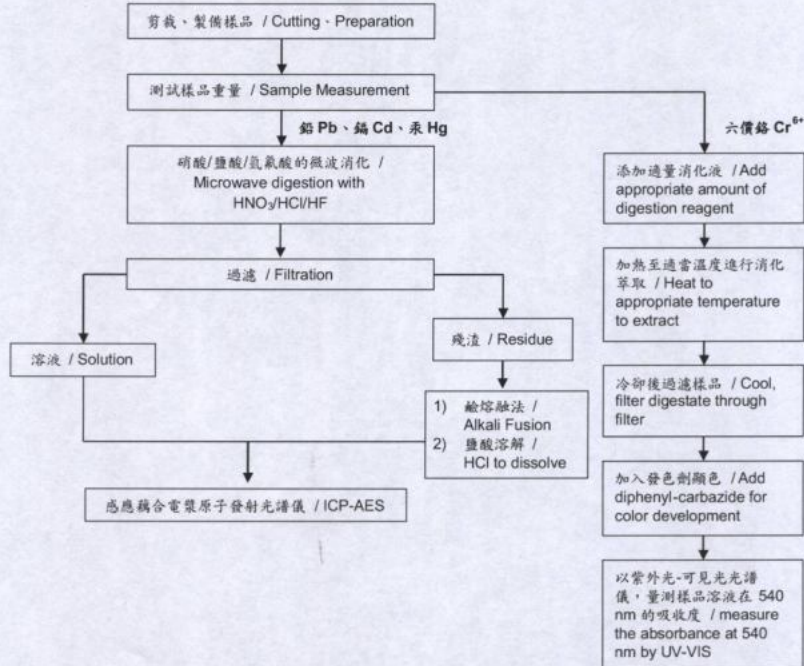 剪裁、製備樣品 / Cutting、Preparation
測試樣品重量 / Sample Measurement
鉛 Pb、鎘 Cd、汞 Hg
六價鉻 Cr⁶⁺
硝酸/鹽酸/氫氟酸的微波消化 /
Microwave digestion with
HNO₃/HCl/HF
過濾 / Filtration
溶液 / Solution
殘渣 / Residue
1) 鹼熔融法 /
Alkali Fusion
2) 鹽酸溶解 /
HCl to dissolve
感應藕合電漿原子發射光譜儀 / ICP-AES
添加適量消化液 / Add
appropriate amount of
digestion reagent
加熱至適當溫度進行消化
萃取 / Heat to
appropriate temperature
to extract
冷卻後過濾樣品 / Cool,
filter digestate through
filter
加入發色劑顯色 / Add
diphenyl-carbazide for
color development
以紫外光-可見光光譜
儀，量測樣品溶液在 540
nm 的吸收度 / measure
the absorbance at 540
nm by UV-VIS